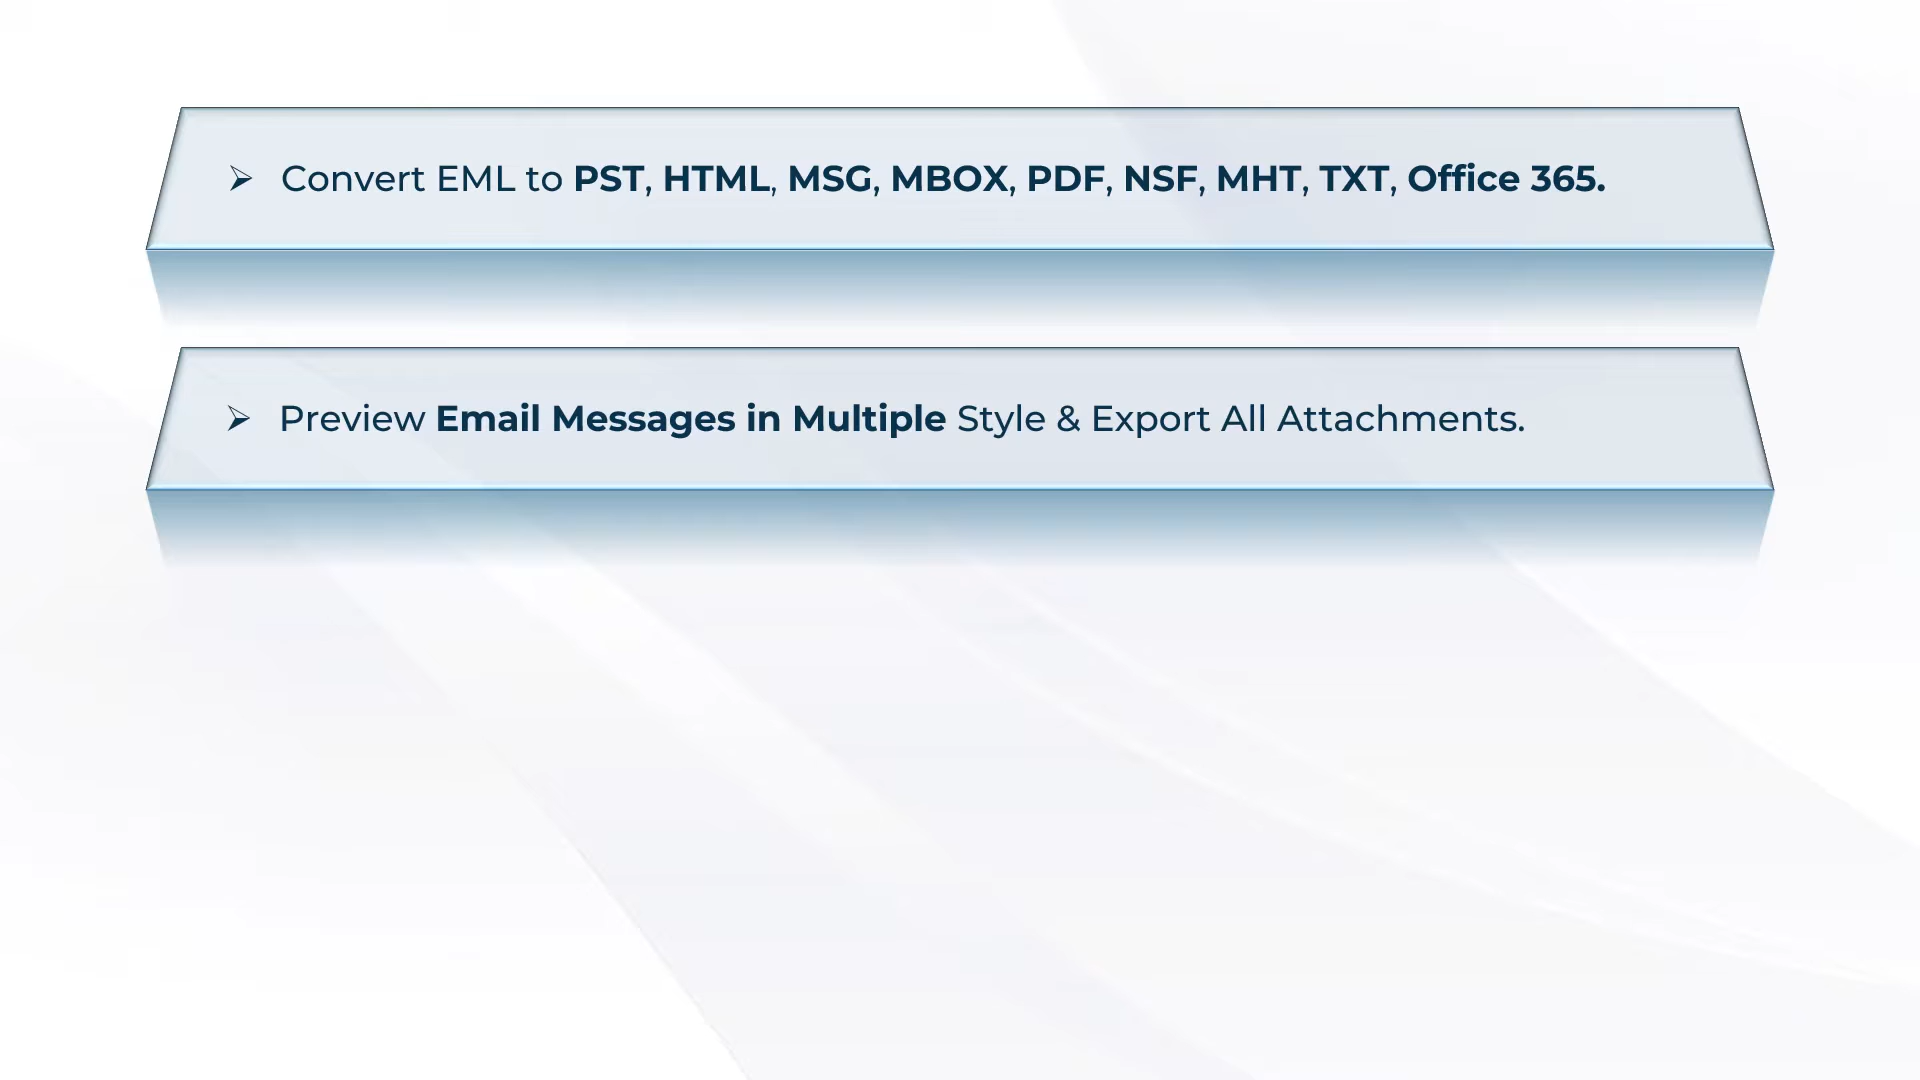 ➢ Convert EML to PST, HTML, MSG, MBOX, PDF, NSF, MHT, TXT, Office 365.
➢ Preview Email Messages in Multiple Style & Export All Attachments.